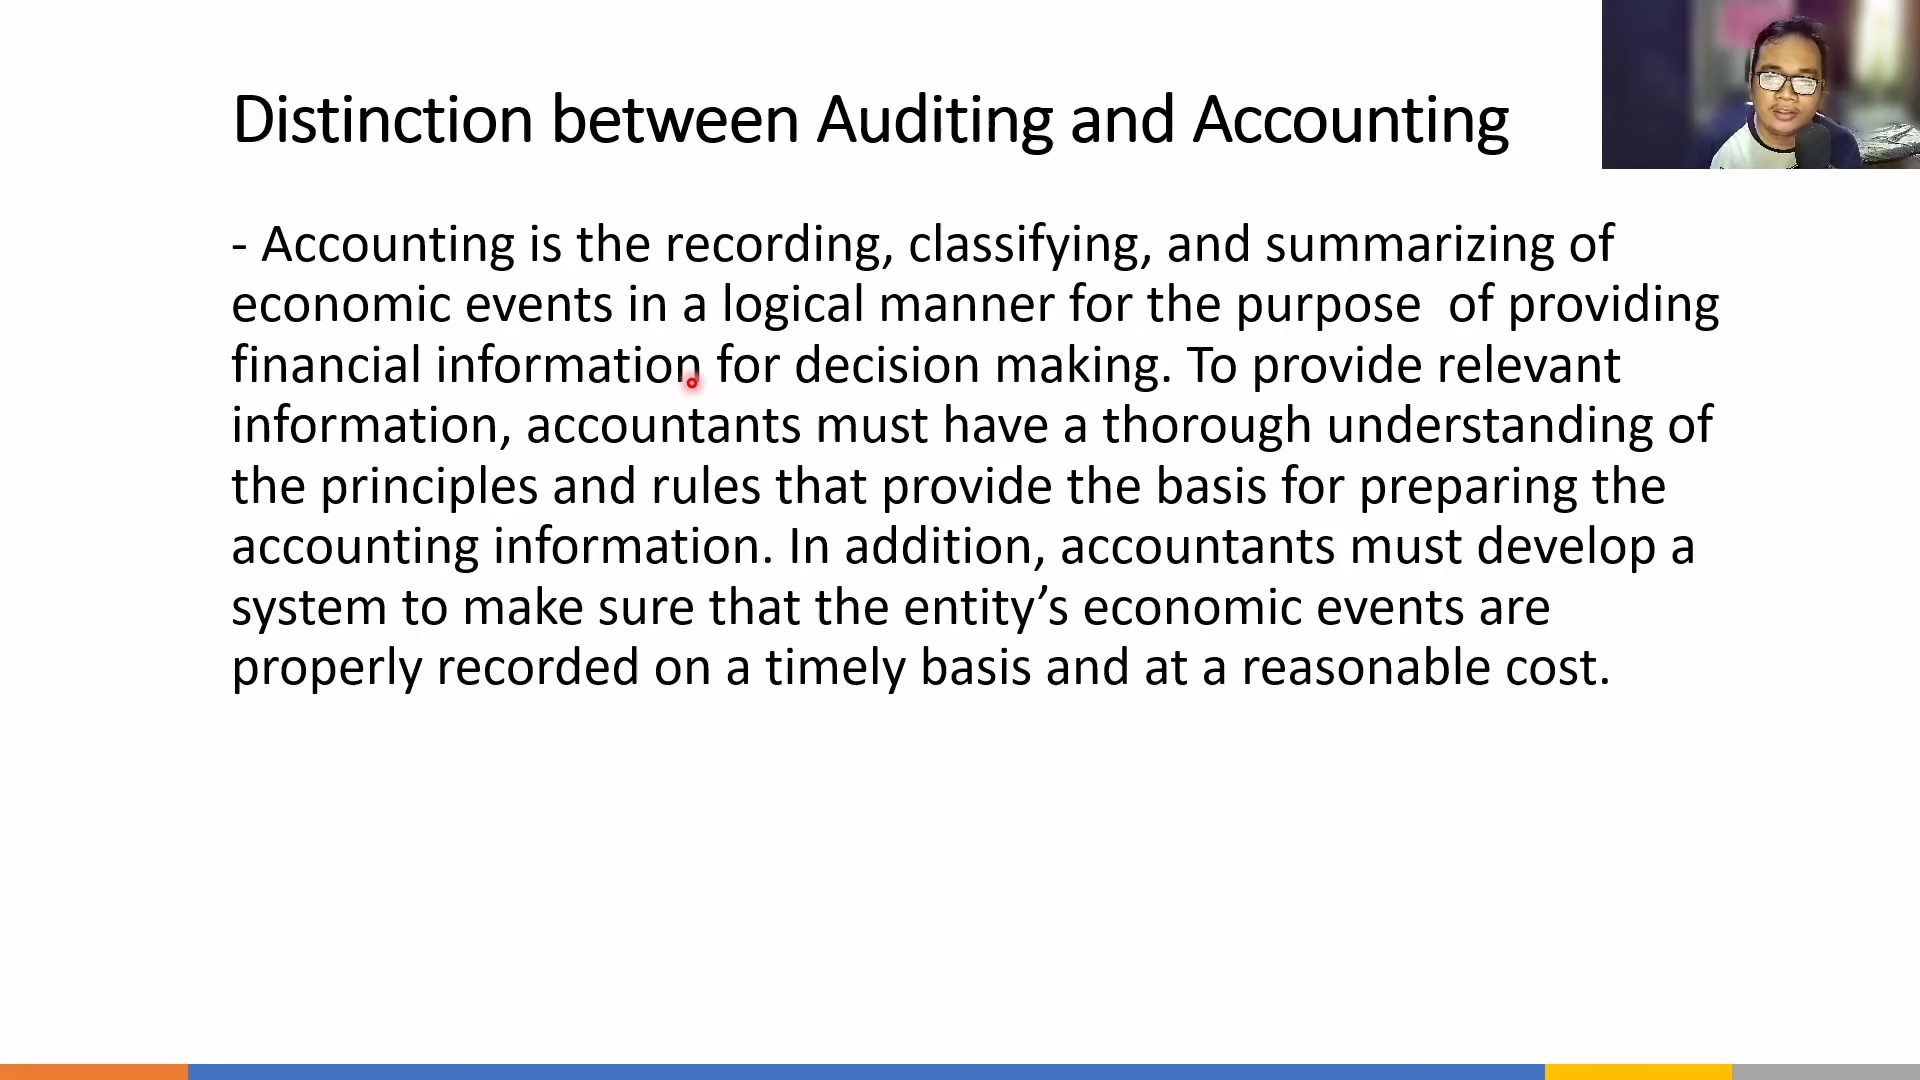 Distinction between Auditing and Accounting
- Accounting is the recording, classifying, and summarizing of
economic events in a logical manner for the purpose  of providing
financial information for decision making. To provide relevant
information, accountants must have a thorough understanding of
the principles and rules that provide the basis for preparing the
accounting information. In addition, accountants must develop a
system to make sure that the entity’s economic events are
properly recorded on a timely basis and at a reasonable cost.